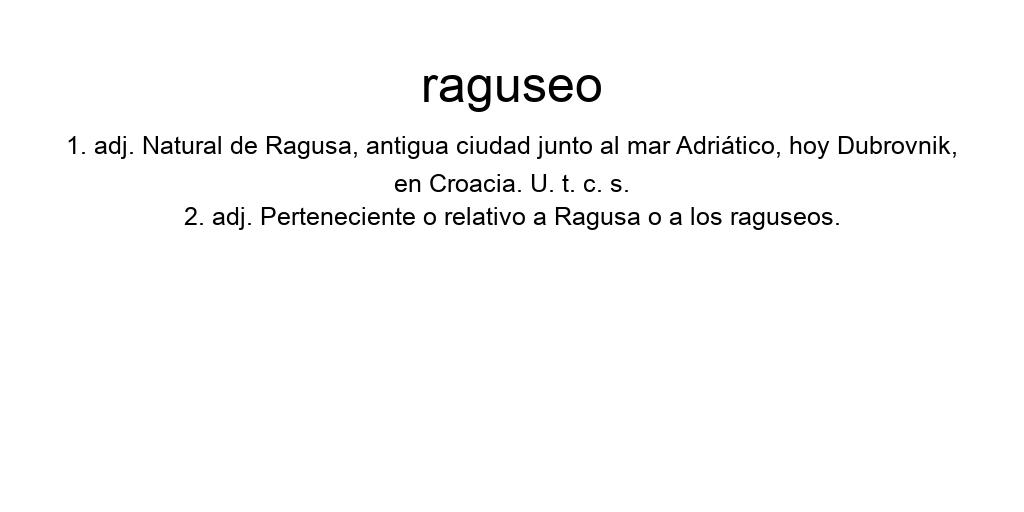 raguseo
1. adj. Natural de Ragusa, antigua ciudad junto al mar Adriático, hoy Dubrovnik,
en Croacia. U. t. c. s.
2. adj. Perteneciente o relativo a Ragusa o a los raguseos.